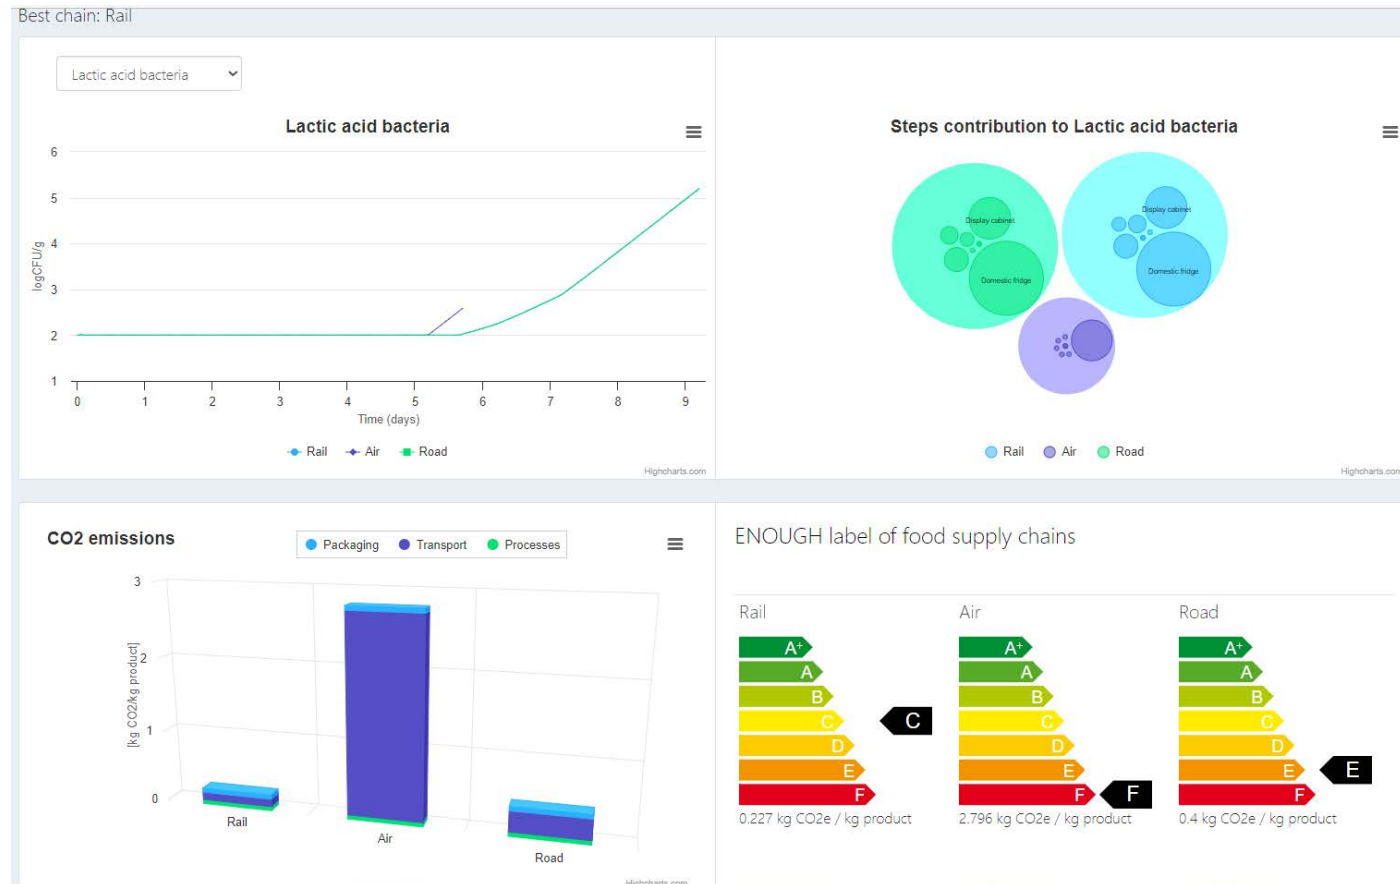 Best chain: Rail
Lactic acid bacteria
Lactic acid bacteria
6
5
4
3
2
1
logCFU/g
0 1 2 3 4 5 6 7 8 9
Time (days)
Rail Air Road
Highcharts.com
Steps contribution to Lactic acid bacteria
Display cabinet
Domestic fridge
Display cabinet
Domestic fridge
Rail Air Road
Highcharts.com
CO2 emissions
Packaging Transport Processes
3
2
1
0
[kg CO2/kg product]
Rail
Air
Road
Highcharts.com
ENOUGH label of food supply chains
Rail
A+
A
B
C
D
E
F
C
0.227 kg CO2e / kg product
Air
A+
A
B
C
D
E
F
F
2.796 kg CO2e / kg product
Road
A+
A
B
C
D
E
F
E
0.4 kg CO2e / kg product